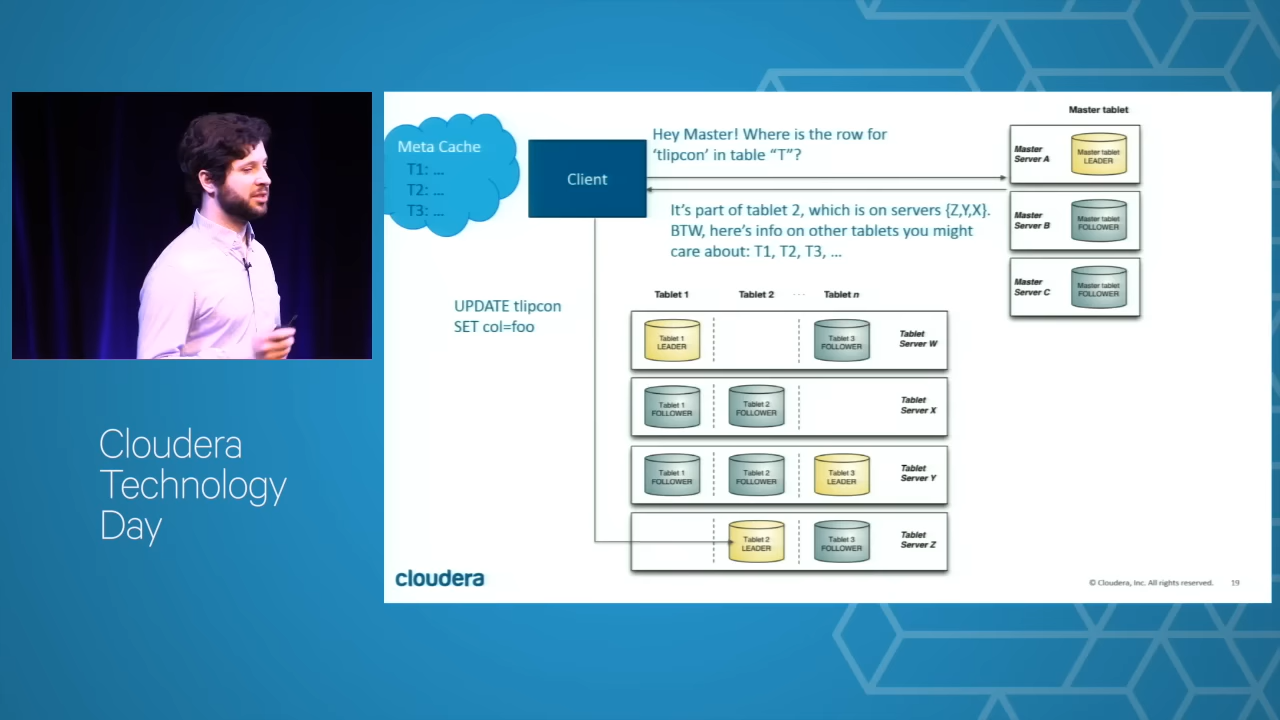 Cloudera
Technology
Day
Meta Cache
T1: ...
T2: ...
T3: ...
Client
Hey Master! Where is the row for
‘tlipcon’ in table “T”?
It’s part of tablet 2, which is on servers {Z,Y,X}.
BTW, here’s info on other tablets you might
care about: T1, T2, T3, ...
UPDATE tlipcon
SET col=foo
Master tablet
Master
Server A
Master tablet
LEADER
Master
Server B
Master tablet
FOLLOWER
Master
Server C
Master tablet
FOLLOWER
Tablet 1
Tablet 2
...
Tablet n
Tablet 1
LEADER
Tablet 3
FOLLOWER
Tablet
Server W
Tablet 1
FOLLOWER
Tablet 2
FOLLOWER
Tablet
Server X
Tablet 1
FOLLOWER
Tablet 2
FOLLOWER
Tablet 3
LEADER
Tablet
Server Y
Tablet 2
LEADER
Tablet 3
FOLLOWER
Tablet
Server Z
cloudera
© Cloudera, Inc. All rights reserved.
19